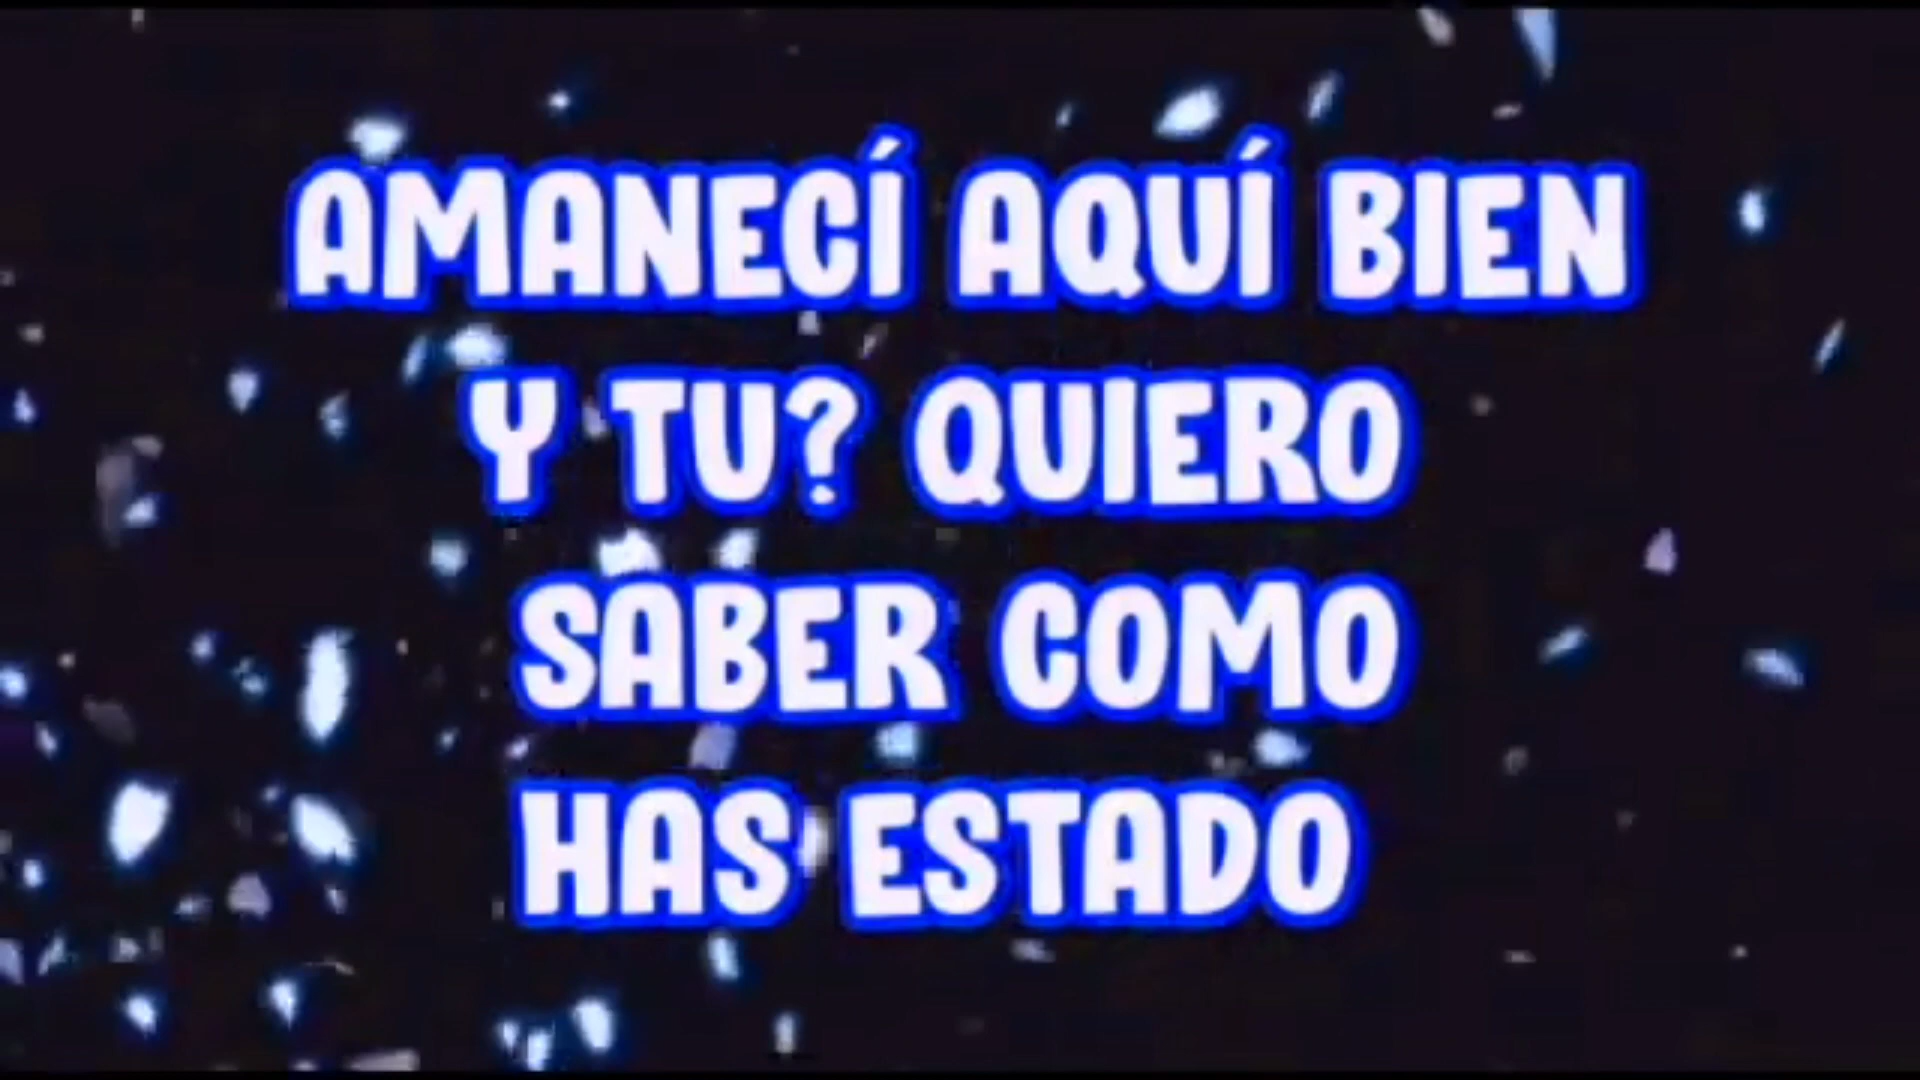 AMANECÍ AQUÍ BIEN
Y TU? QUIERO
SABER COMO
HAS ESTADO